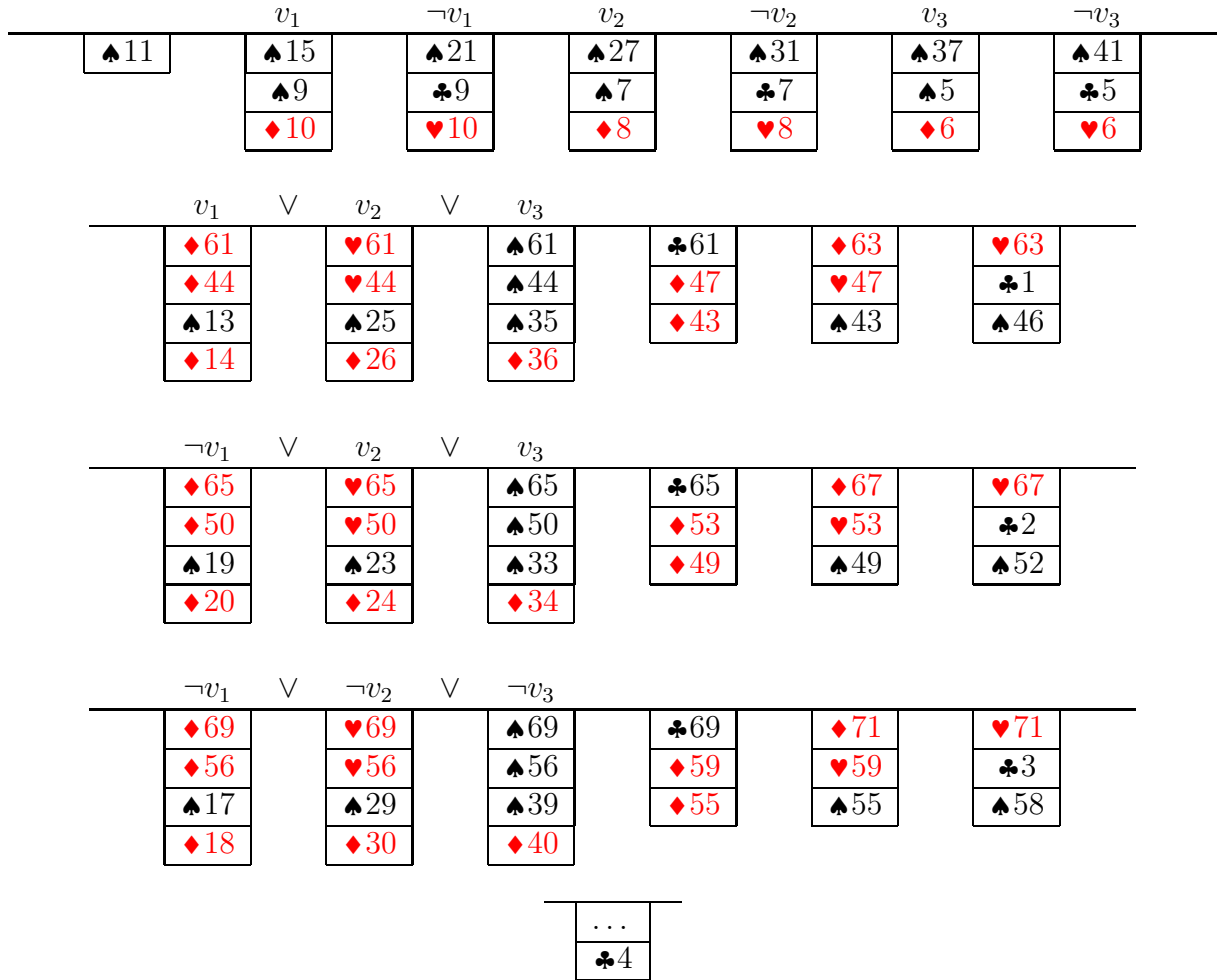 v₁ ¬v₁ v₂ ¬v₂ v₃ ¬v₃
♠11 ♠15 ♠21 ♠27 ♠31 ♠37 ♠41
♠9 ♣9 ♠7 ♣7 ♠5 ♣5
♦10 ♥10 ♦8 ♥8 ♦6 ♥6
v₁ ∨ v₂ ∨ v₃
♦61 ♥61 ♠61 ♣61 ♦63 ♥63
♦44 ♥44 ♠44 ♦47 ♥47 ♣1
♠13 ♠25 ♠35 ♦43 ♠43 ♠46
♦14 ♦26 ♦36
¬v₁ ∨ v₂ ∨ v₃
♦65 ♥65 ♠65 ♣65 ♦67 ♥67
♦50 ♥50 ♠50 ♦53 ♥53 ♣2
♠19 ♠23 ♠33 ♦49 ♠49 ♠52
♦20 ♦24 ♦34
¬v₁ ∨ ¬v₂ ∨ ¬v₃
♦69 ♥69 ♠69 ♣69 ♦71 ♥71
♦56 ♥56 ♠56 ♦59 ♥59 ♣3
♠17 ♠29 ♠39 ♦55 ♠55 ♠58
♦18 ♦30 ♦40
...
♣4